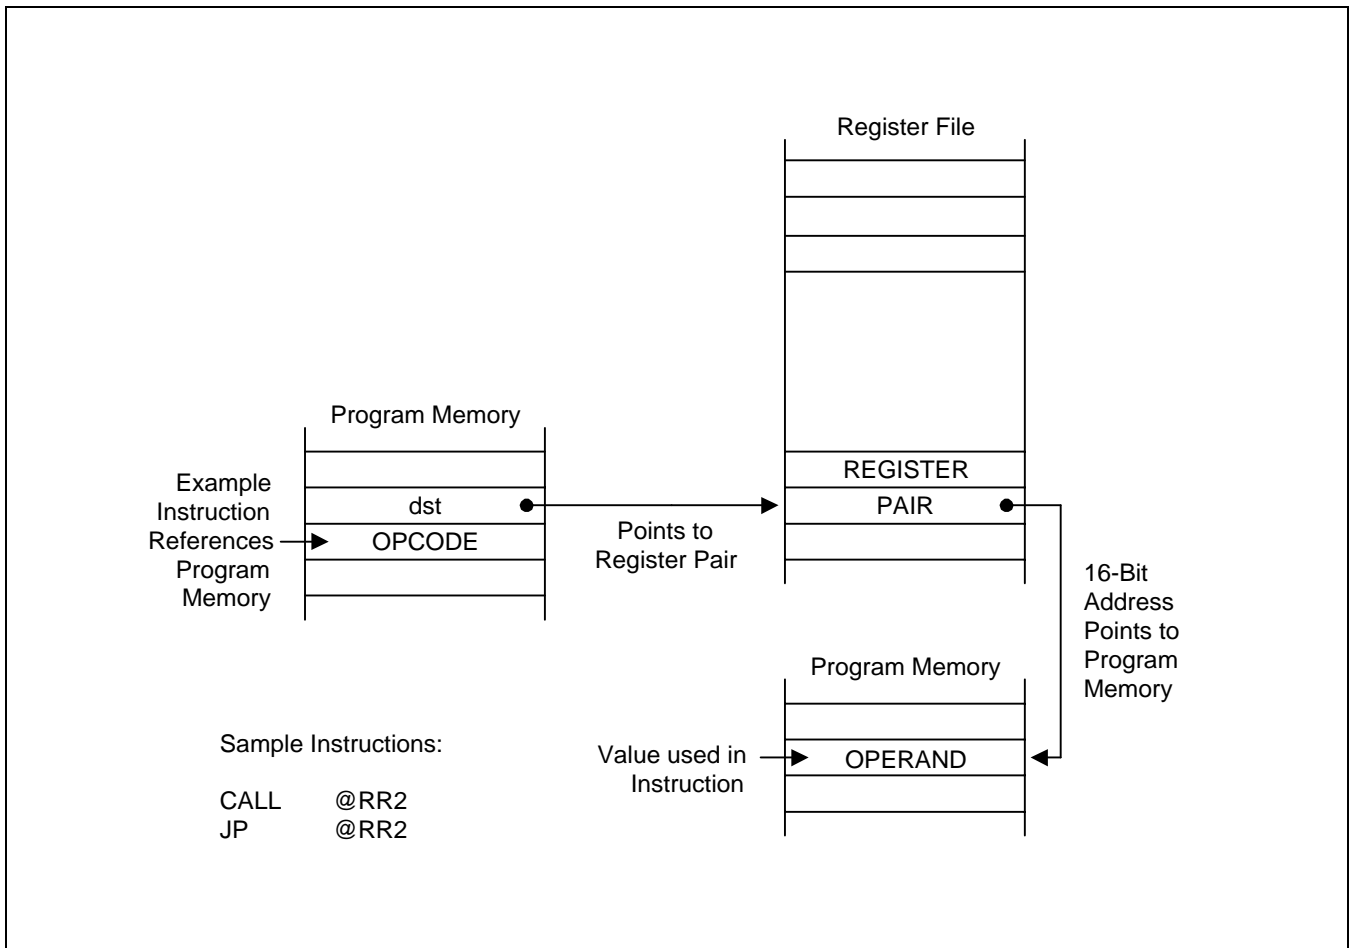 Register File
Program Memory
REGISTER
Example
Instruction
References
Program
Memory
dst
PAIR
OPCODE
Points to
Register Pair
16-Bit
Address
Points to
Program
Memory
Program Memory
Sample Instructions:
Value used in
Instruction
OPERAND
CALL @RR2
JP @RR2